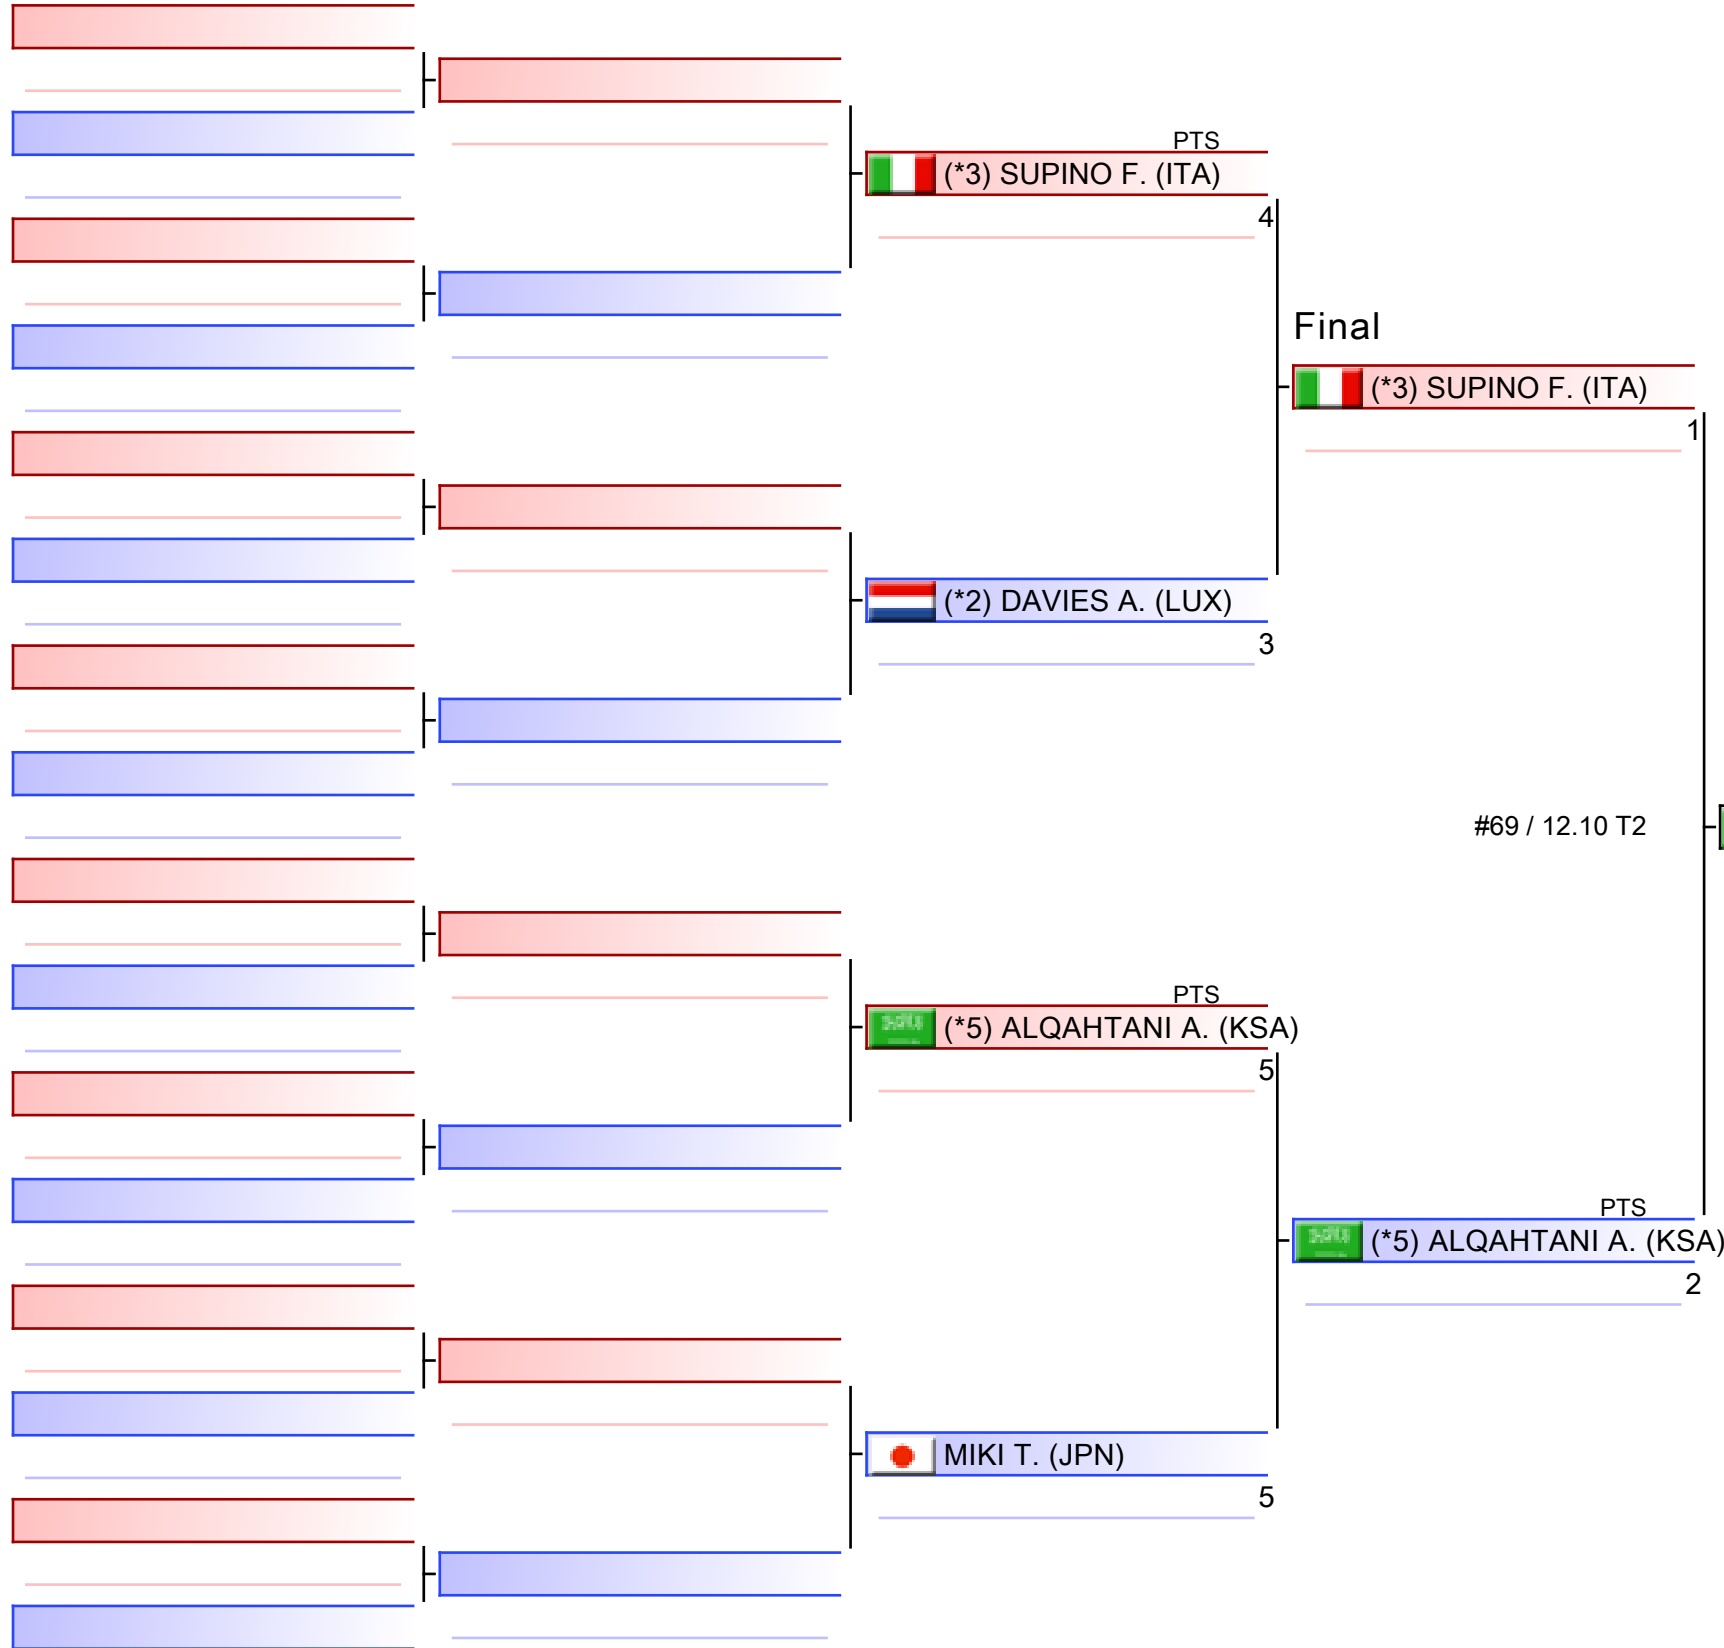 PTS
(*3) SUPINO F. (ITA)
4
Final
(*3) SUPINO F. (ITA)
1
(*2) DAVIES A. (LUX)
3
#69 / 12.10 T2
PTS
(*5) ALQAHTANI A. (KSA)
5
PTS
(*5) ALQAHTANI A. (KSA)
2
MIKI T. (JPN)
5